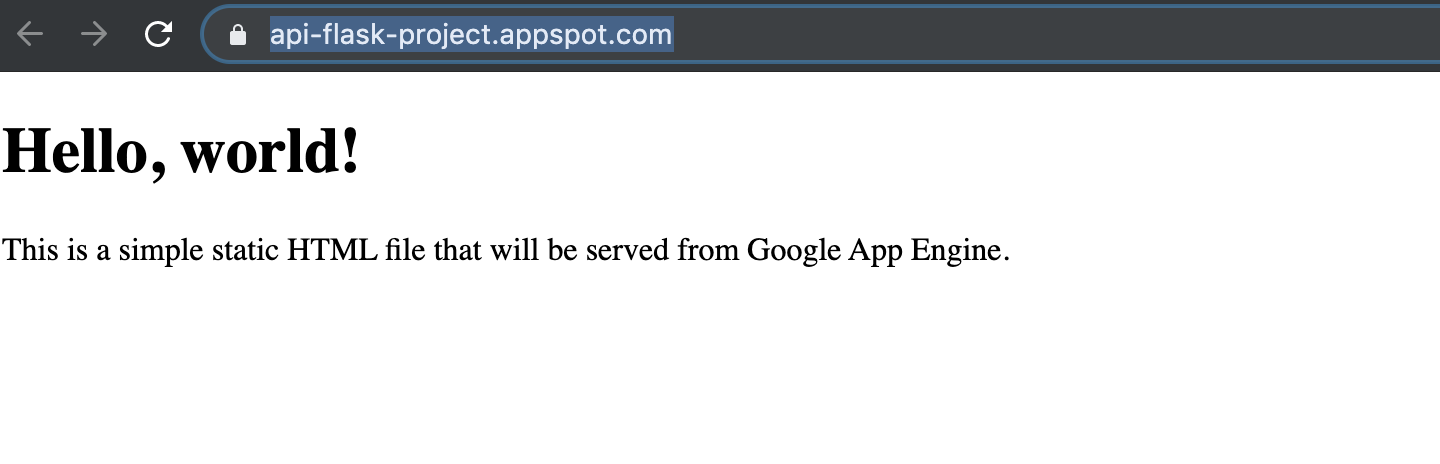 api-flask-project.appspot.com
Hello, world!
This is a simple static HTML file that will be served from Google App Engine.